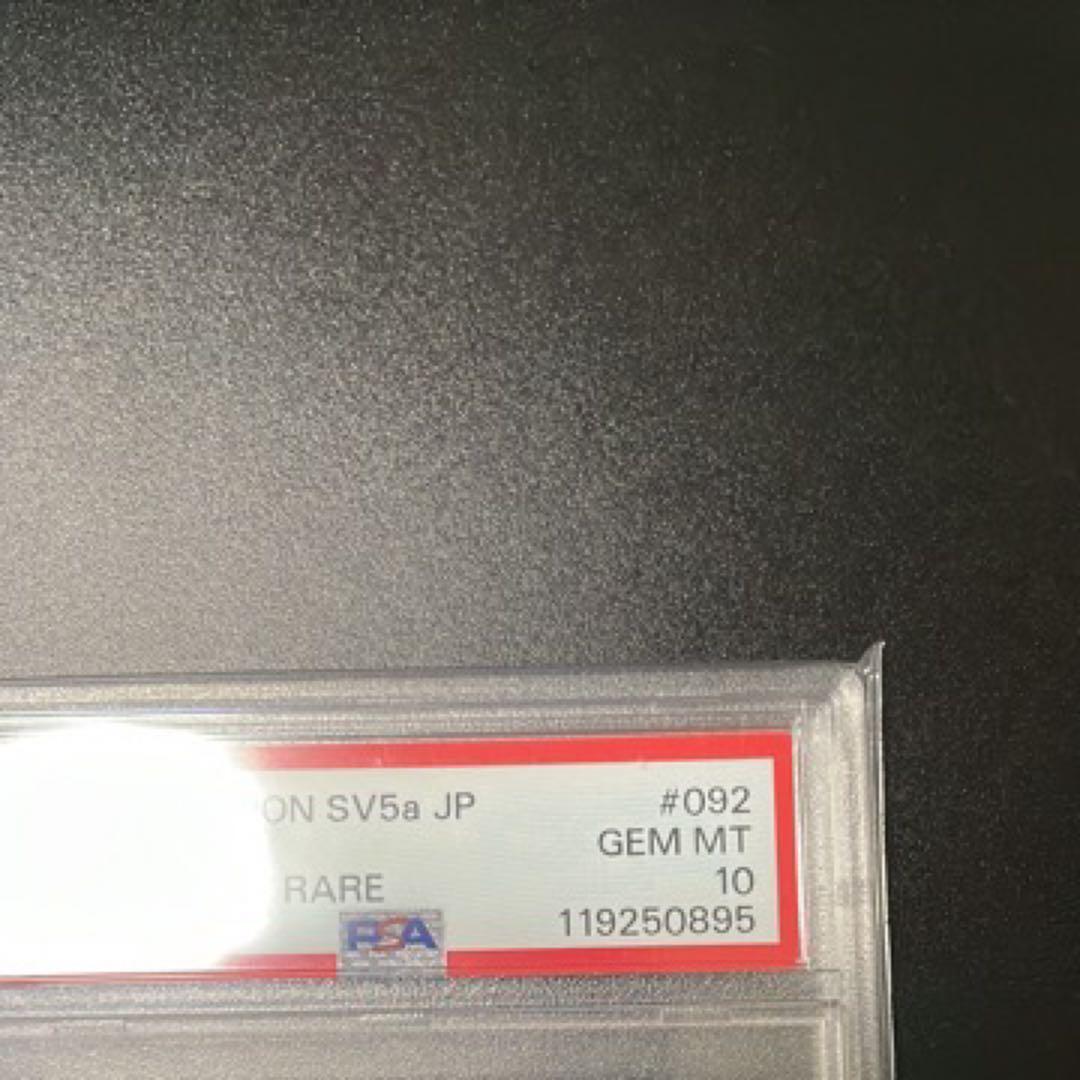 ON SV5a JP #092
GEM MT
RARE 10
PSA 119250895